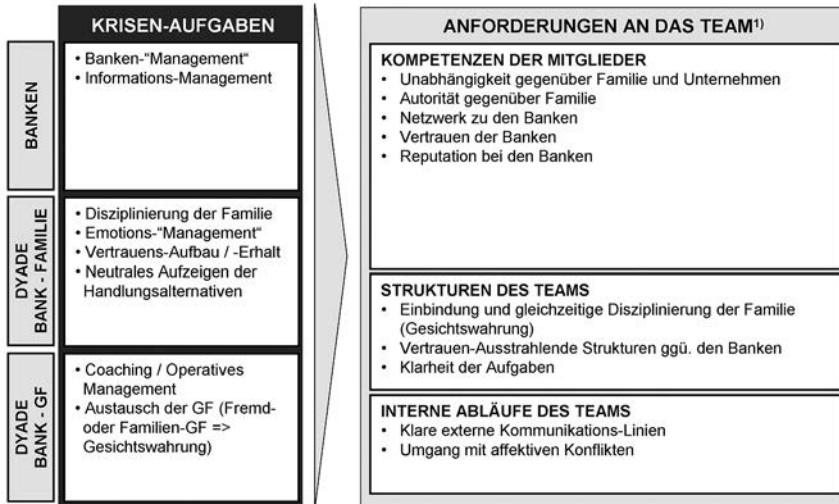 KRISEN-AUFGABEN
BANKEN
• Banken-“Management“
• Informations-Management
DYADE
BANK - FAMILIE
• Disziplinierung der Familie
• Emotions-“Management“
• Vertrauens-Aufbau / -Erhalt
• Neutrales Aufzeigen der
Handlungsalternativen
DYADE
BANK - GF
• Coaching / Operatives
Management
• Austausch der GF (Fremd-
oder Familien-GF =>
Gesichtswahrung)
ANFORDERUNGEN AN DAS TEAM1)
KOMPETENZEN DER MITGLIEDER
• Unabhängigkeit gegenüber Familie und Unternehmen
• Autorität gegenüber Familie
• Netzwerk zu den Banken
• Vertrauen der Banken
• Reputation bei den Banken
STRUKTUREN DES TEAMS
• Einbindung und gleichzeitige Disziplinierung der Familie
(Gesichtswahrung)
• Vertrauen-Ausstrahlende Strukturen ggü. den Banken
• Klarheit der Aufgaben
INTERNE ABLÄUFE DES TEAMS
• Klare externe Kommunikations-Linien
• Umgang mit affektiven Konflikten